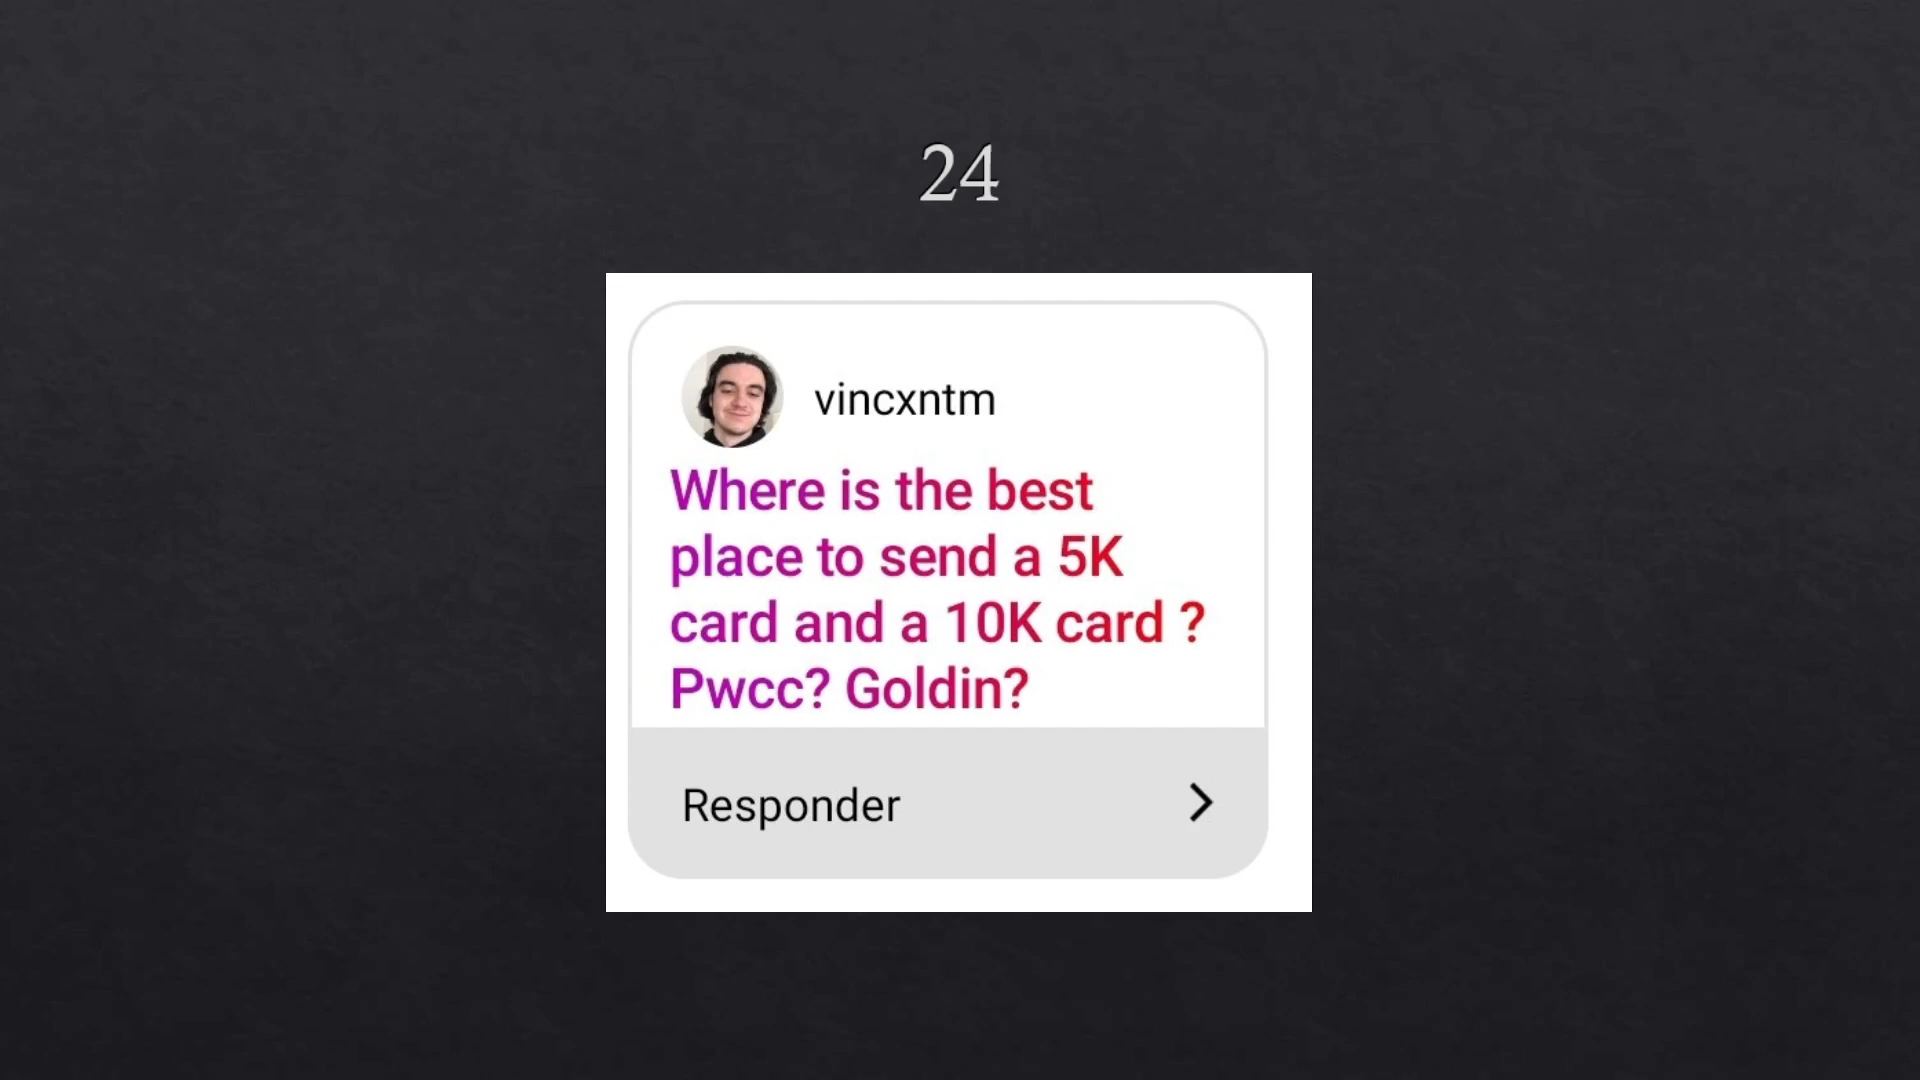 24
vincxntm
Where is the best
place to send a 5K
card and a 10K card ?
Pwcc? Goldin?
Responder